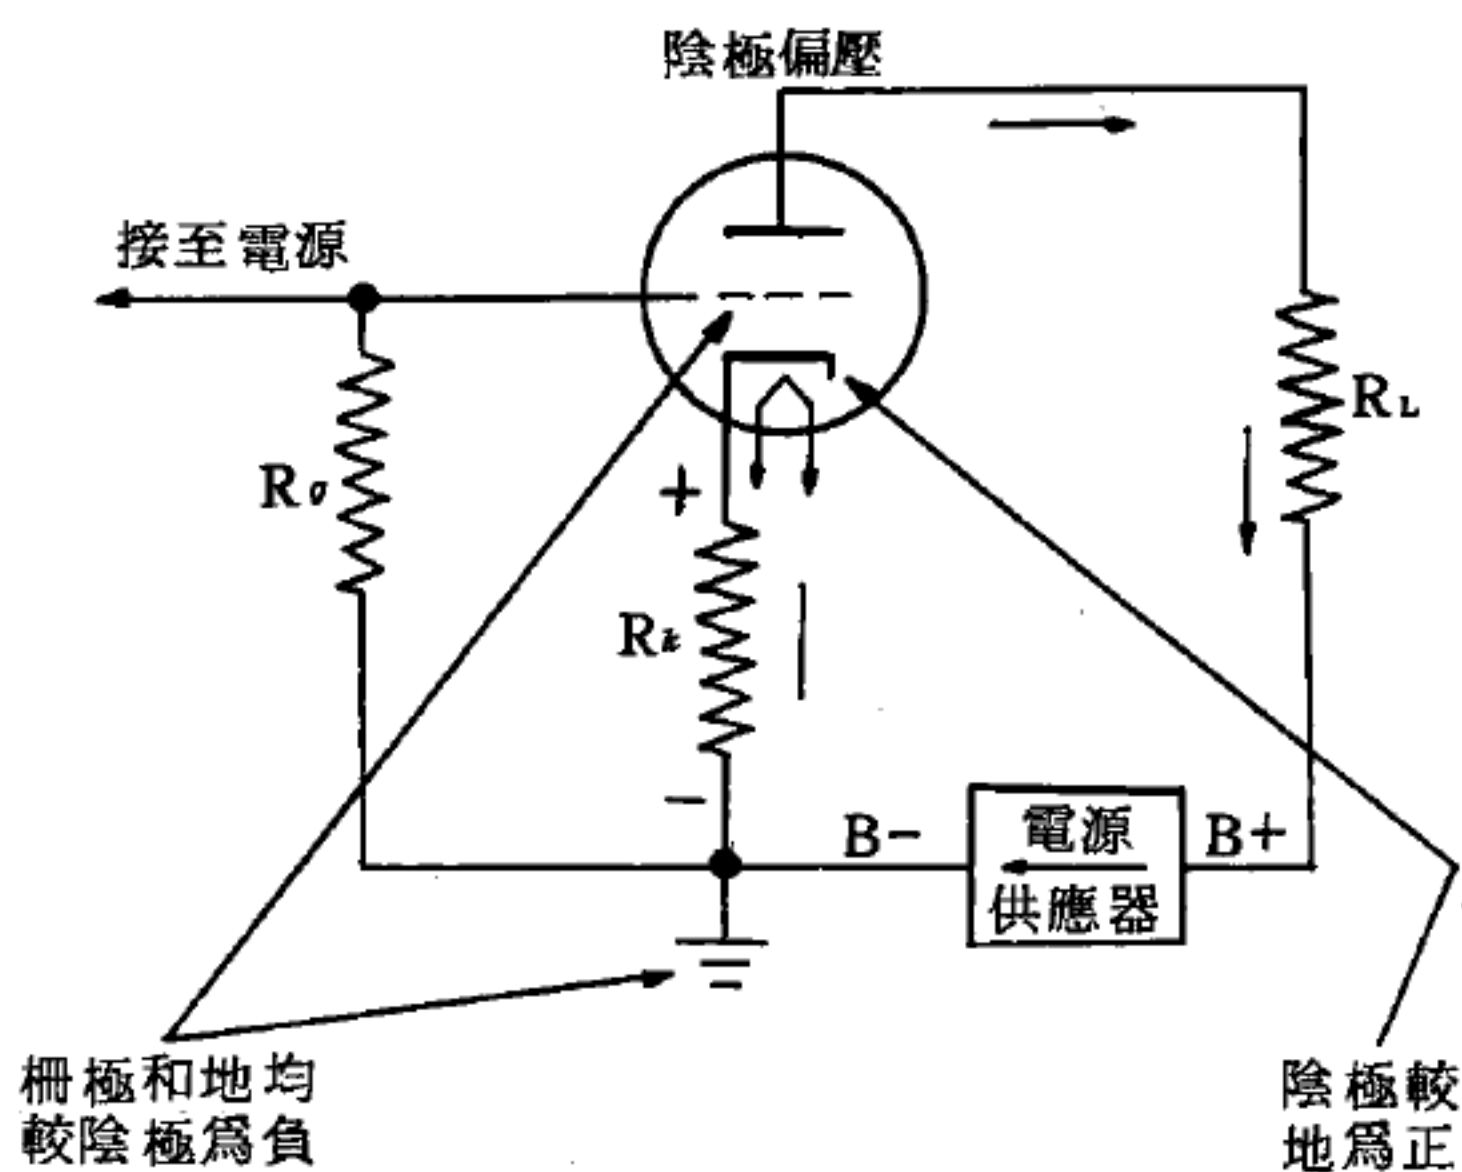 陰極偏壓
接至電源
Rg
+
Rk
−
RL
B−
電源
供應器
B+
柵極和地均
較陰極爲負
陰極較
地爲正